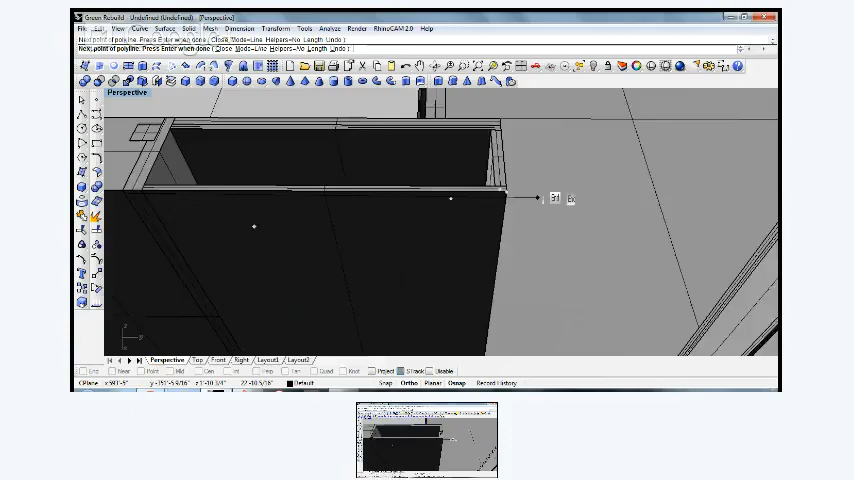 Green Rebuild - Undefined (Undefined) - [Perspective]
File Edit View Curve Surface Solid Mesh Dimension Transform Tools Analyze Render RhinoCAM 2.0 Help
Next point of polyline. Press Enter when done ( Close Mode=Line Helpers=No Length Undo ):
Next point of polyline. Press Enter when done ( Close Mode=Line Helpers=No Length Undo ):
Perspective
Perspective Top Front Right Layout1 Layout2
End Near Point Mid Cen Int Perp Tan Quad Knot Project STrack Disable
CPlane Default Snap Ortho Planar Osnap Record History